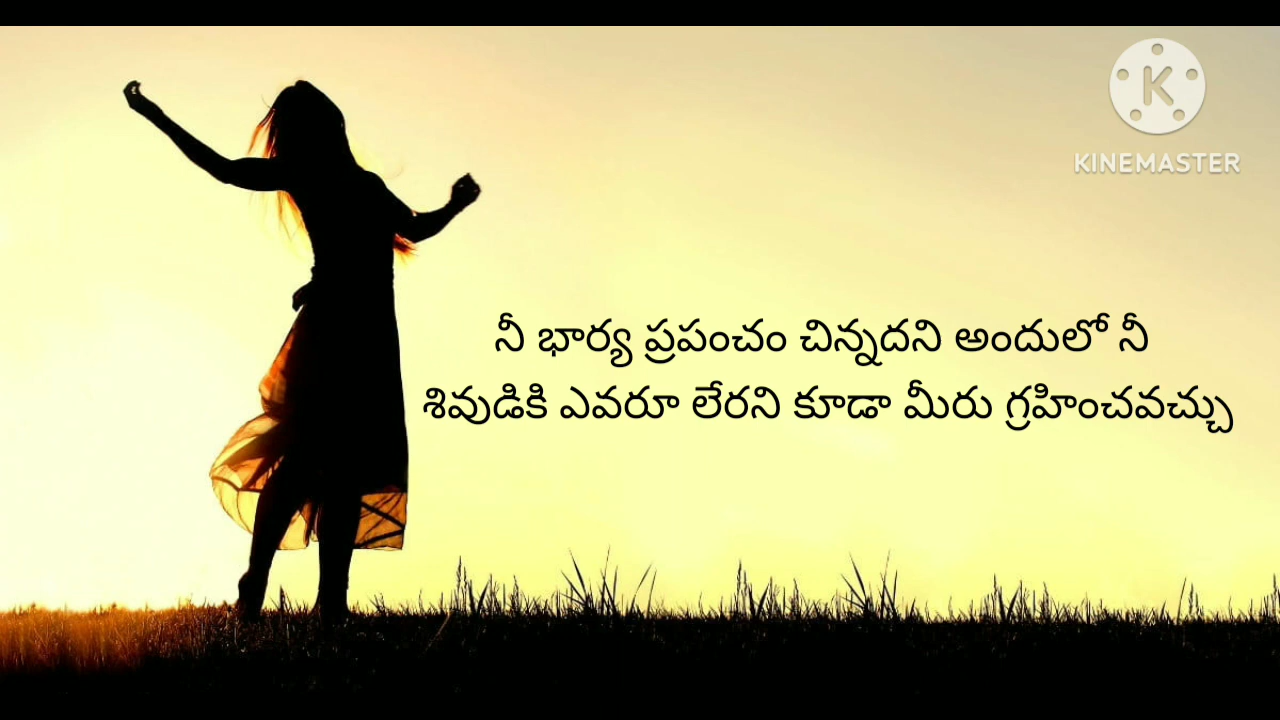 KINEMASTER
నీ భార్య ప్రపంచం చిన్నదని అందులో నీ
శివుడికి ఎవరూ లేరని కూడా మీరు గ్రహించవచ్చు